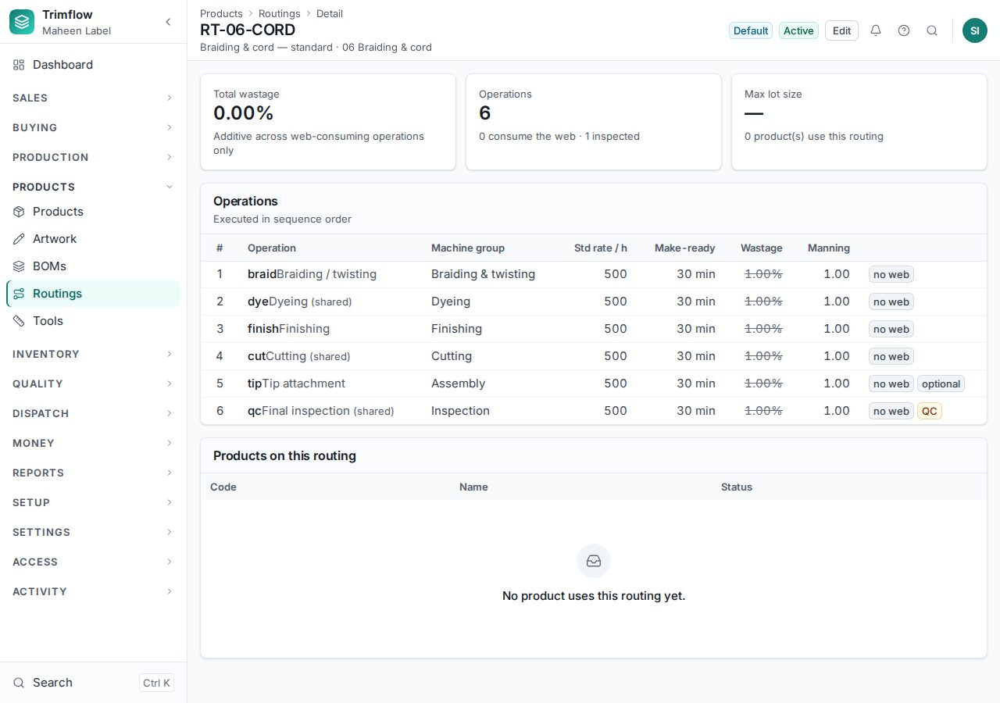 Trimflow
Maheen Label
Dashboard
SALES
BUYING
PRODUCTION
PRODUCTS
Products
Artwork
BOMs
Routings
Tools
INVENTORY
QUALITY
DISPATCH
MONEY
REPORTS
SETUP
SETTINGS
ACCESS
ACTIVITY
Search Ctrl K
Products Routings Detail
RT-06-CORD
Braiding & cord — standard · 06 Braiding & cord
Default Active Edit SI
Total wastage
0.00%
Additive across web-consuming operations
only
Operations
6
0 consume the web · 1 inspected
Max lot size
—
0 product(s) use this routing
Operations
Executed in sequence order
# Operation Machine group Std rate / h Make-ready Wastage Manning
1 braidBraiding / twisting Braiding & twisting 500 30 min 1.00% 1.00 no web
2 dyeDyeing (shared) Dyeing 500 30 min 1.00% 1.00 no web
3 finishFinishing Finishing 500 30 min 1.00% 1.00 no web
4 cutCutting (shared) Cutting 500 30 min 1.00% 1.00 no web
5 tipTip attachment Assembly 500 30 min 1.00% 1.00 no web optional
6 qcFinal inspection (shared) Inspection 500 30 min 1.00% 1.00 no web QC
Products on this routing
Code Name Status
No product uses this routing yet.